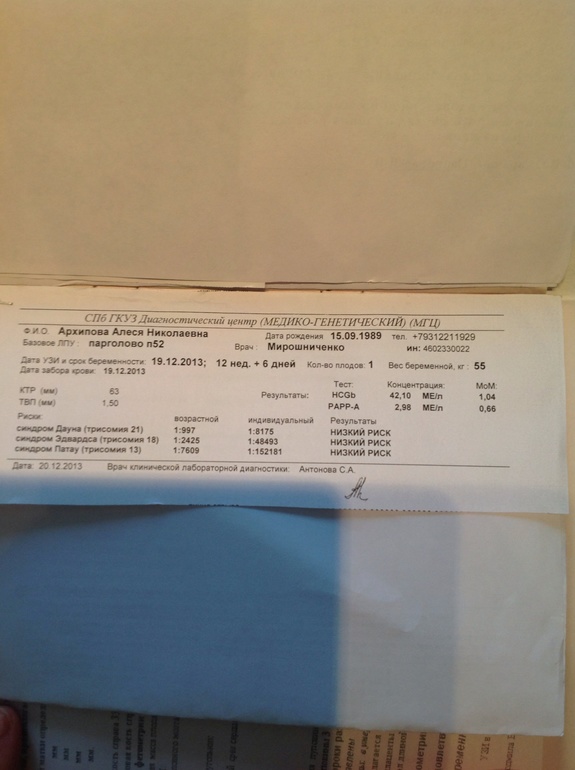 СПб ГКУЗ Диагностический центр (МЕДИКО-ГЕНЕТИЧЕСКИЙ) (МГЦ)
Ф.И.О. Архипова Алеся Николаевна Дата рождения 15.09.1989 тел. +79312211929
Базовое ЛПУ : парголово п52 Врач : Мирошниченко ин: 4602330022
Дата УЗИ и срок беременности: 19.12.2013; 12 нед. + 6 дней Кол-во плодов: 1 Вес беременной, кг : 55
Дата забора крови: 19.12.2013
Тест: Концентрация: МоМ:
КТР (мм) 63 Результаты: HCGb 42,10 МЕ/л 1,04
ТВП (мм) 1,50 PAPP-A 2,98 МЕ/л 0,66
Риски: возрастной индивидуальный Результаты
синдром Дауна (трисомия 21) 1:997 1:8175 НИЗКИЙ РИСК
синдром Эдвардса (трисомия 18) 1:2425 1:48493 НИЗКИЙ РИСК
синдром Патау (трисомия 13) 1:7609 1:152181 НИЗКИЙ РИСК
Дата: 20.12.2013 Врач клинической лабораторной диагностики: Антонова С.А.